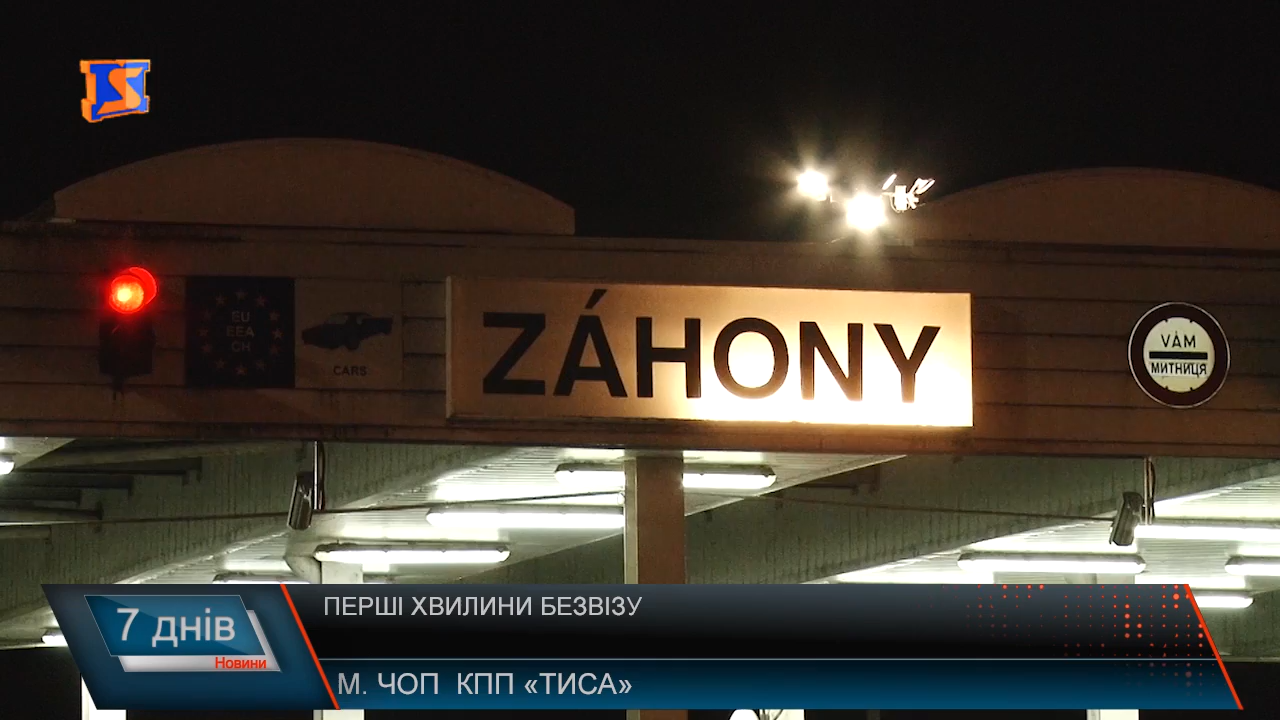 EU
EEA
CH
CARS
ZÁHONY
VÁM
МИТНИЦЯ
ПЕРШІ ХВИЛИНИ БЕЗВІЗУ
7 днів
Новини
М. ЧОП КПП «ТИСА»